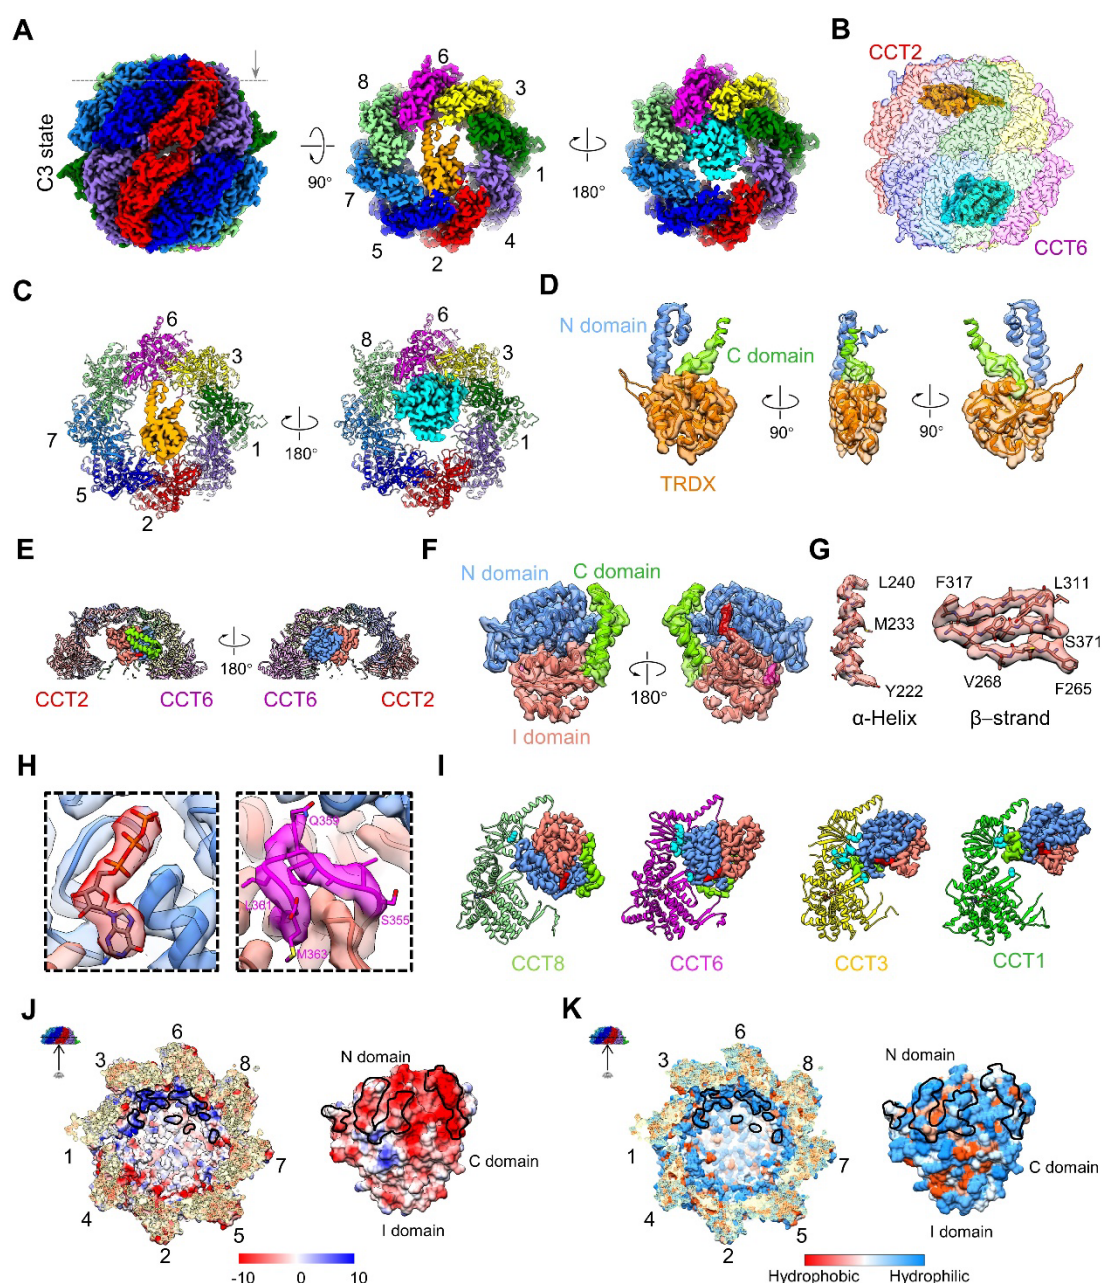 A
C3 state
90°
6
8
3
7
1
5
4
2
180°
B
CCT2
CCT6
C
6
3
7
1
5
2
180°
8
D
N domain
C domain
TRDX
90°
90°
E
CCT2
CCT6
180°
CCT6
CCT2
F
N domain
C domain
I domain
180°
G
L240
M233
Y222
α-Helix
F317
L311
S371
V268
F265
β–strand
H
Q359
L361
S355
M363
I
CCT8
CCT6
CCT3
CCT1
J
6
3
8
1
7
4
5
2
N domain
C domain
I domain
-10
0
10
K
6
3
8
1
7
4
5
2
N domain
C domain
I domain
Hydrophobic
Hydrophilic